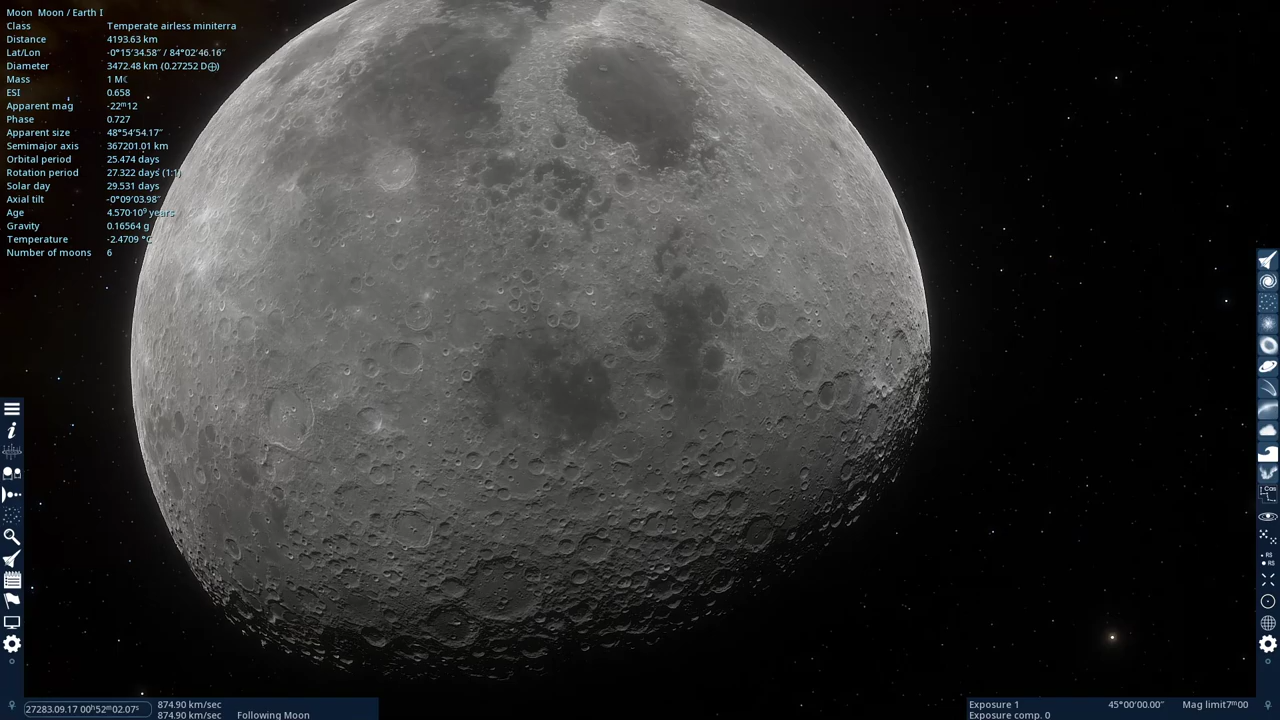 Moon Moon / Earth I
Class Temperate airless miniterra
Distance 4193.63 km
Lat/Lon -0°15′34.58″ / 84°02′46.16″
Diameter 3472.48 km (0.27252 D⊕)
Mass 1 M☾
ESI 0.658
Apparent mag -22ᵐ12
Phase 0.727
Apparent size 48°54′54.17″
Semimajor axis 367201.01 km
Orbital period 25.474 days
Rotation period 27.322 days (1:1)
Solar day 29.531 days
Axial tilt -0°09′03.98″
Age 4.570·10⁹ years
Gravity 0.16564 g
Temperature -2.4709 °C
Number of moons 6
Cas
RS
RS
27283.09.17 00ʰ52ᵐ02.07ˢ
874.90 km/sec
874.90 km/sec Following Moon
Exposure 1 45°00′00.00″ Mag limit 7ᵐ00
Exposure comp. 0